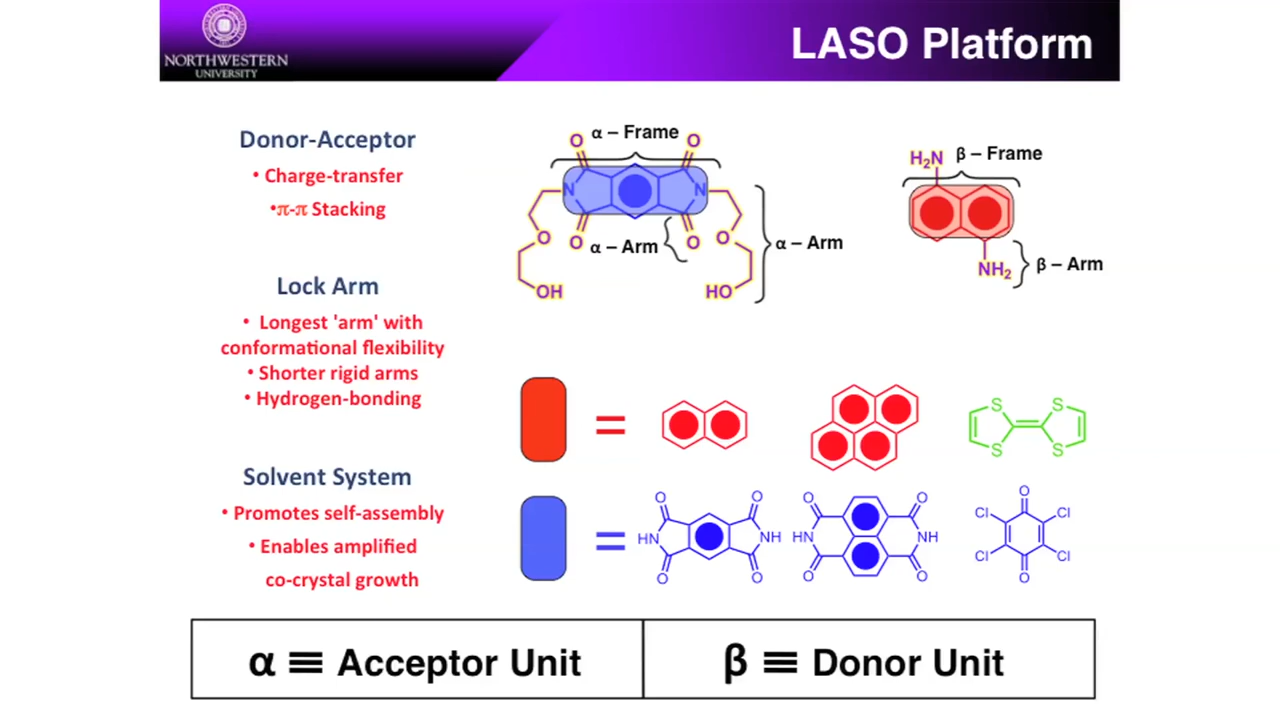 NORTHWESTERN
UNIVERSITY
LASO Platform
Donor-Acceptor
• Charge-transfer
•π-π Stacking
Lock Arm
• Longest 'arm' with
conformational flexibility
• Shorter rigid arms
• Hydrogen-bonding
Solvent System
• Promotes self-assembly
• Enables amplified
co-crystal growth
α – Frame
O O
N N
O α – Arm O
O O
α – Arm
OH HO
H₂N β – Frame
NH₂ β – Arm
=
S S
S S
=
O O
HN NH
O O
O O
HN NH
O O
O
Cl Cl
Cl Cl
O
α ≡ Acceptor Unit
β ≡ Donor Unit